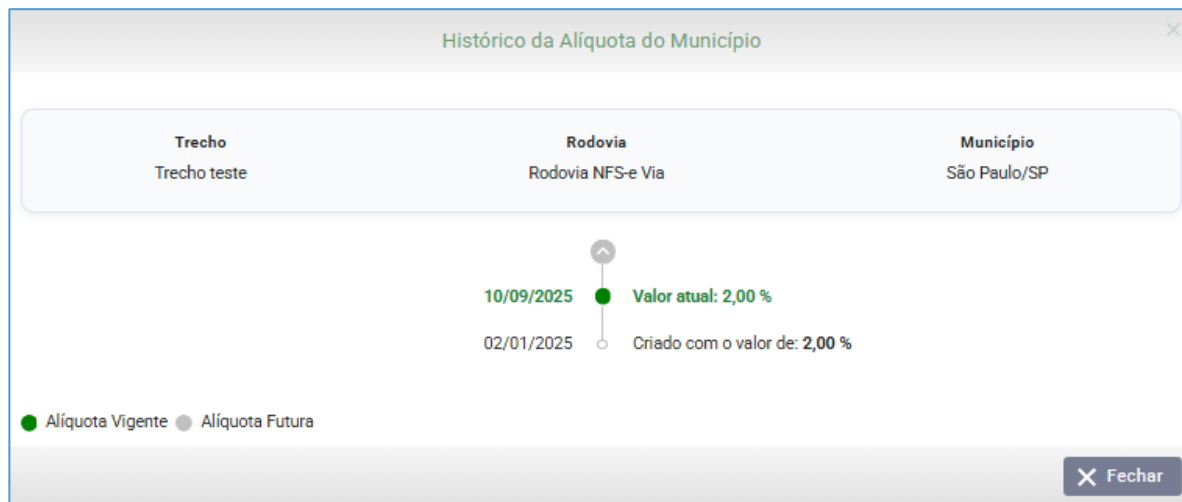 Histórico da Alíquota do Município
Trecho Rodovia Município
Trecho teste Rodovia NFS-e Via São Paulo/SP
10/09/2025 Valor atual: 2,00 %
02/01/2025 Criado com o valor de: 2,00 %
Alíquota Vigente Alíquota Futura
Fechar